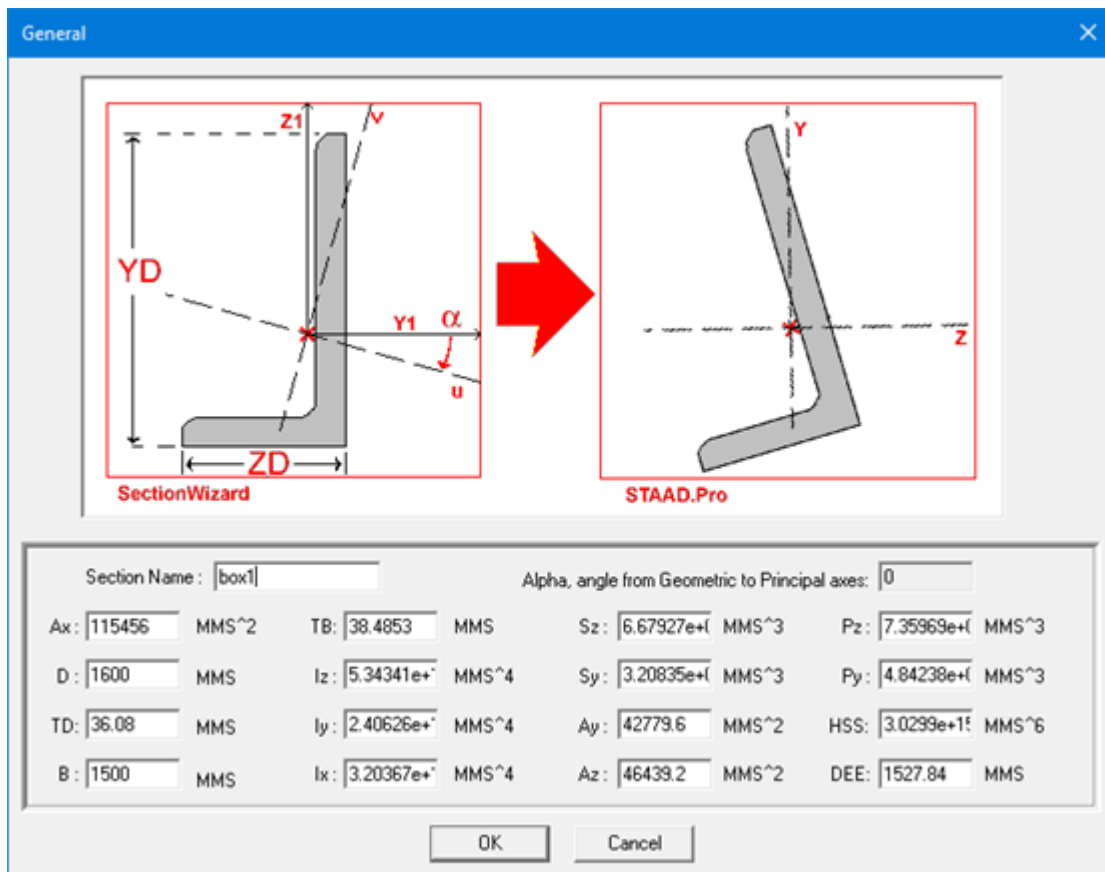 General
Z1
v
YD
Y1
α
u
ZD
SectionWizard
Y
Z
STAAD.Pro
Section Name : box1 Alpha, angle from Geometric to Principal axes: 0
Ax: 115456 MMS^2 TB: 38.4853 MMS Sz: 6.67927e+( MMS^3 Pz: 7.35969e+( MMS^3
D: 1600 MMS Iz: 5.34341e+ MMS^4 Sy: 3.20835e+( MMS^3 Py: 4.84238e+( MMS^3
TD: 36.08 MMS Iy: 2.40626e+ MMS^4 Ay: 42779.6 MMS^2 HSS: 3.0299e+15 MMS^6
B: 1500 MMS Ix: 3.20367e+ MMS^4 Az: 46439.2 MMS^2 DEE: 1527.84 MMS
OK Cancel